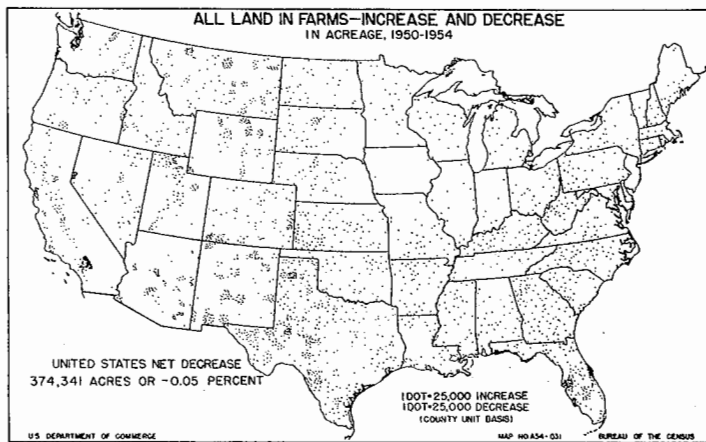 ALL LAND IN FARMS—INCREASE AND DECREASE
IN ACREAGE, 1950-1954
UNITED STATES NET DECREASE
374,341 ACRES OR -0.05 PERCENT
1 DOT=25,000 INCREASE
1 DOT=25,000 DECREASE
(COUNTY UNIT BASIS)
U S DEPARTMENT OF COMMERCE
MAP NO. A54-031
BUREAU OF THE CENSUS